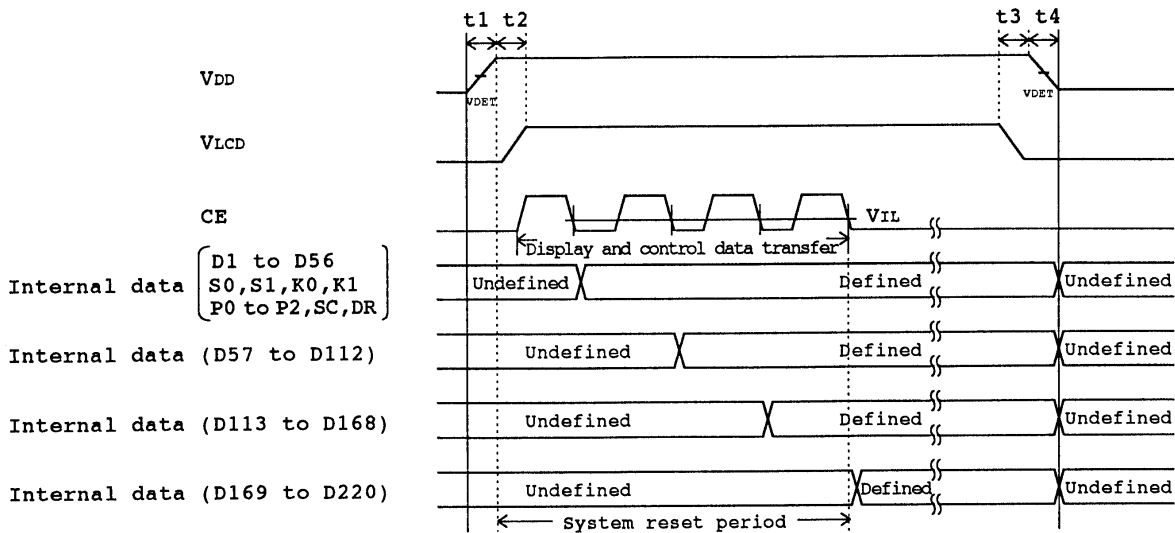 t1 t2 t3 t4
VDD
VDET VDET
VLCD
CE
VIL
Display and control data transfer
Internal data D1 to D56
S0,S1,K0,K1
P0 to P2,SC,DR
Undefined Defined Undefined
Internal data (D57 to D112) Undefined Defined Undefined
Internal data (D113 to D168) Undefined Defined Undefined
Internal data (D169 to D220) Undefined Defined Undefined
System reset period